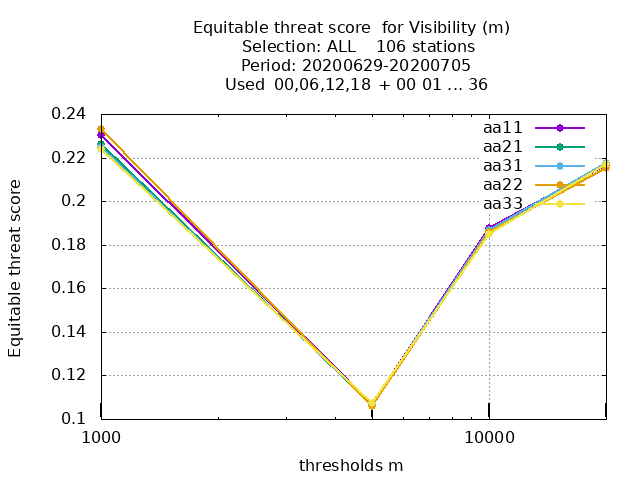 Equitable threat score  for Visibility (m)
Selection: ALL    106 stations
Period: 20200629-20200705
Used  00,06,12,18 + 00 01 ... 36
0.24
0.22
0.2
0.18
0.16
0.14
0.12
0.1
Equitable threat score
aa11
aa21
aa31
aa22
aa33
1000
10000
thresholds m